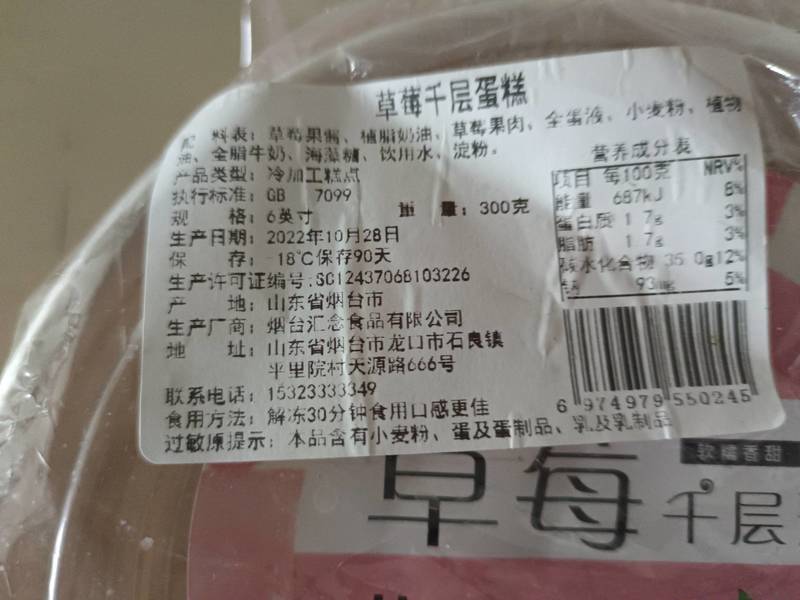 草莓千层蛋糕
配 料表：草莓果酱、植脂奶油、草莓果肉、全蛋液、小麦粉、植物
油、全脂牛奶、海藻糖、饮用水、淀粉。
产品类型：冷加工糕点
执行标准：GB 7099
规 格：6英寸 重 量：300克
生产日期：2022年10月28日
保 存：-18℃保存90天
生产许可证编号：SC12437068103226
产 地：山东省烟台市
生产厂商：烟台汇念食品有限公司
地 址：山东省烟台市龙口市石良镇
平里院村天源路666号
联系电话：15323333349
食用方法：解冻30分钟食用口感更佳
过敏原提示：本品含有小麦粉、蛋及蛋制品、乳及乳制品
营养成分表
项目 每100克 NRV%
能量 687kJ 8%
蛋白质 1.7g 3%
脂肪 1.7g 3%
碳水化合物 35.0g 12%
钠 93mg 5%
6 974979 550245
软糯香甜
草莓千层